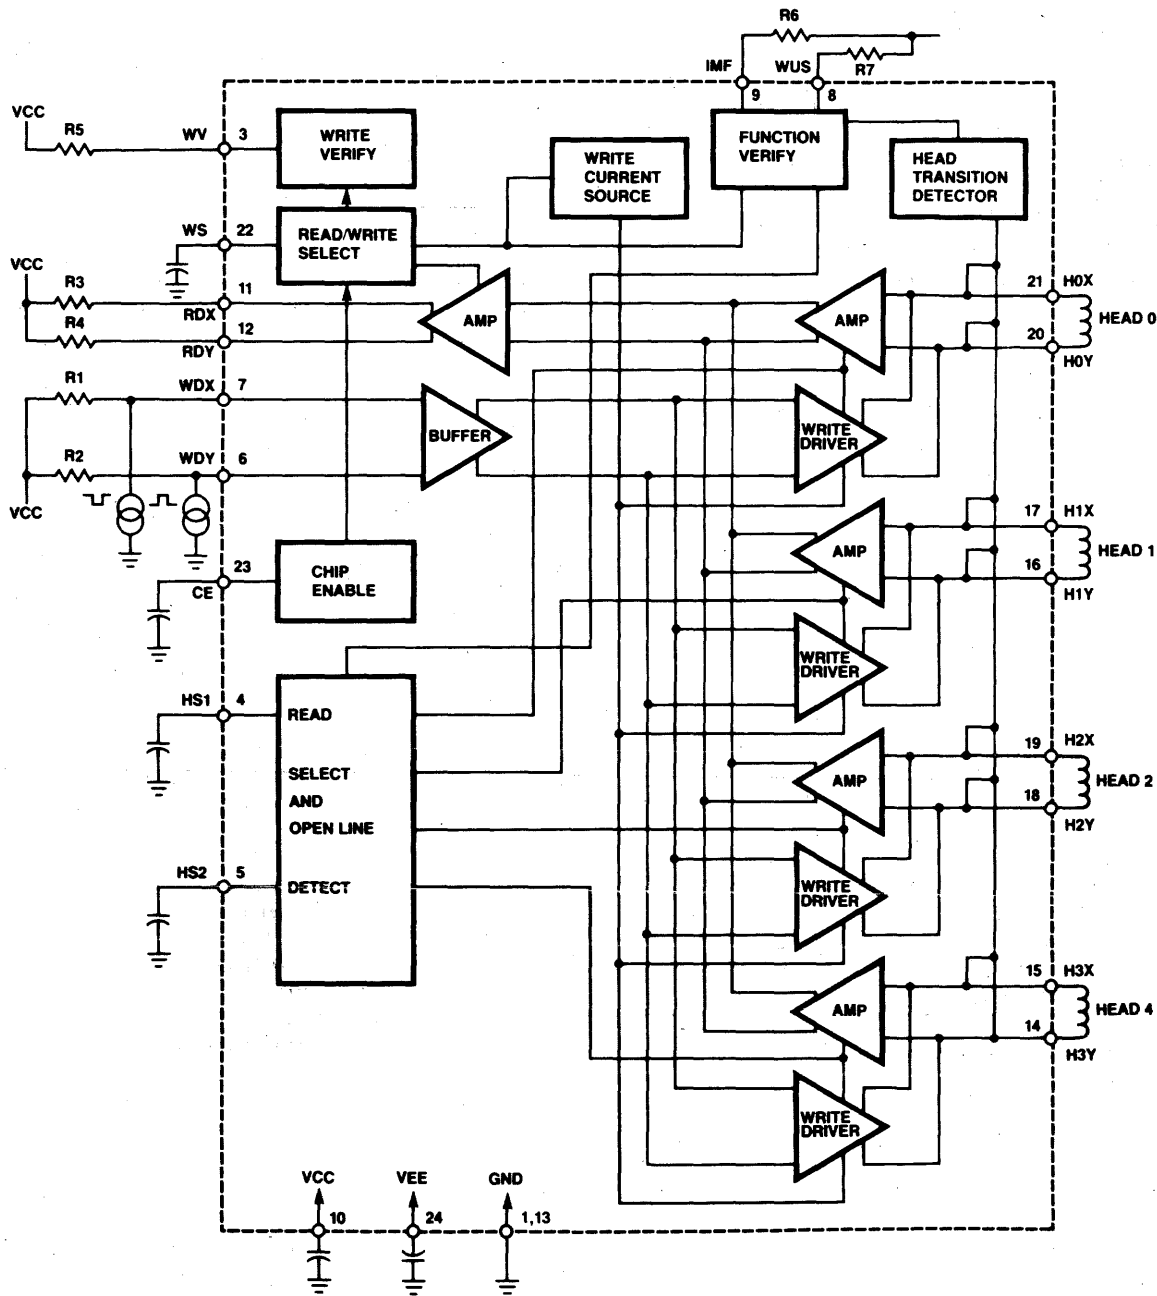 R6
IMF
WUS
R7
9
8
VCC
R5
WV
3
WRITE
VERIFY
WRITE
CURRENT
SOURCE
FUNCTION
VERIFY
HEAD
TRANSITION
DETECTOR
WS
22
READ/WRITE
SELECT
VCC
R3
11
RDX
R4
12
RDY
AMP
AMP
21
H0X
HEAD 0
20
H0Y
R1
WDX
7
R2
WDY
6
VCC
BUFFER
WRITE
DRIVER
17
H1X
AMP
HEAD 1
16
H1Y
23
CE
CHIP
ENABLE
WRITE
DRIVER
HS1
4
READ
SELECT
AND
OPEN LINE
DETECT
HS2
5
19
H2X
AMP
HEAD 2
18
H2Y
WRITE
DRIVER
15
H3X
AMP
HEAD 4
14
H3Y
WRITE
DRIVER
VCC
VEE
GND
10
24
1,13